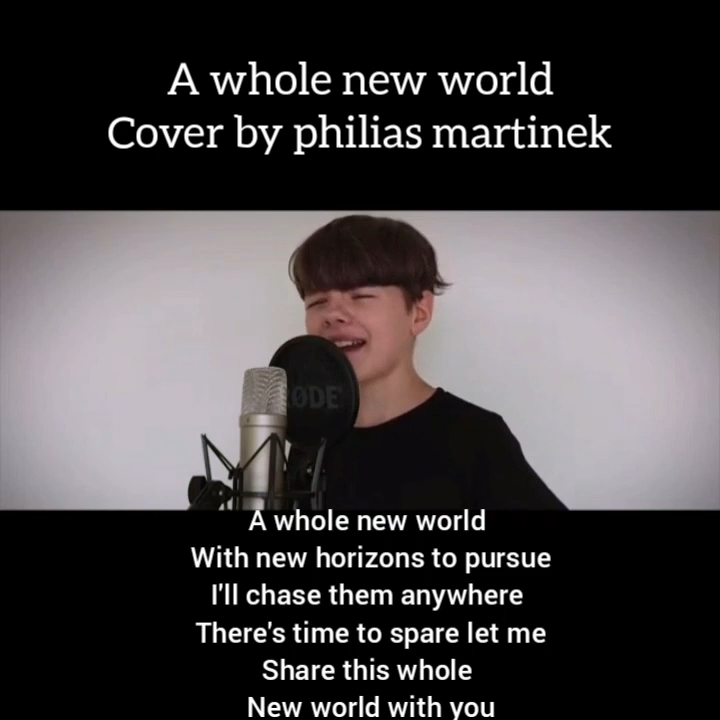 A whole new world
Cover by philias martinek
RØDE
A whole new world
With new horizons to pursue
I'll chase them anywhere
There's time to spare let me
Share this whole
New world with you